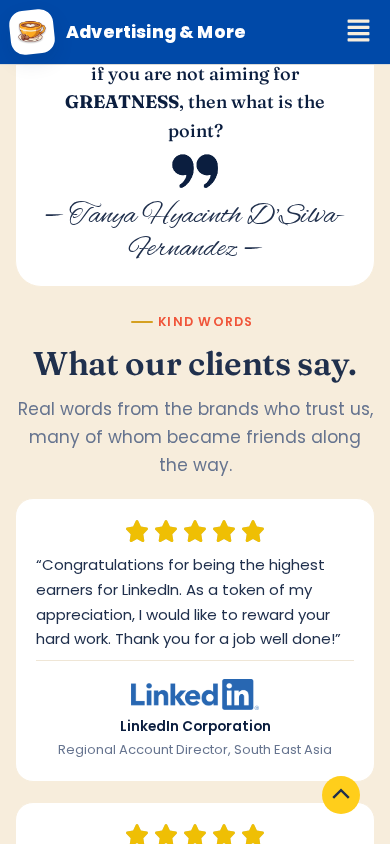 Advertising & More
if you are not aiming for
GREATNESS, then what is the
point?
”
— Tanya Hyacinth D'Silva-
Fernandez —
KIND WORDS
What our clients say.
Real words from the brands who trust us,
many of whom became friends along
the way.
“Congratulations for being the highest
earners for LinkedIn. As a token of my
appreciation, I would like to reward your
hard work. Thank you for a job well done!”
Linked in
LinkedIn Corporation
Regional Account Director, South East Asia